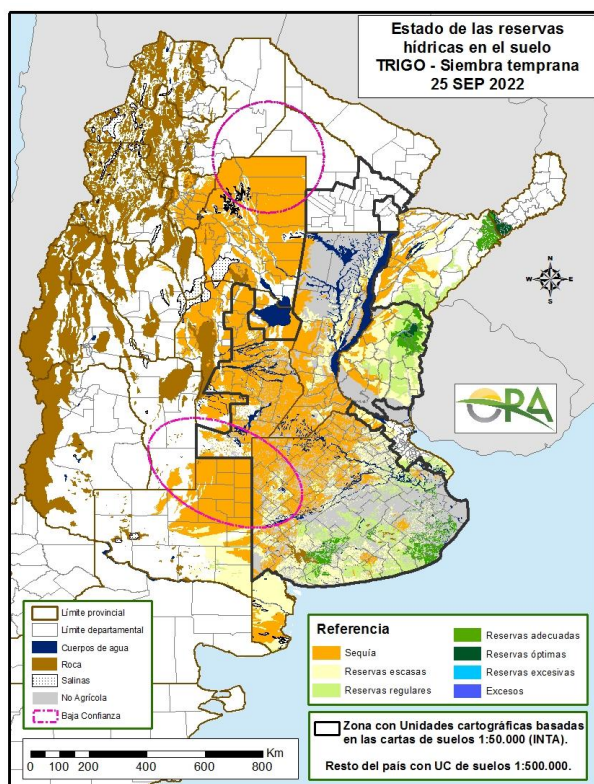 Estado de las reservas
hídricas en el suelo
TRIGO - Siembra temprana
25 SEP 2022
N
W E
S
ORA
Límite provincial
Límite departamental
Cuerpos de agua
Roca
Salinas
No Agrícola
Baja Confianza
Km
0 100 200 400 600 800
Referencia
Sequía
Reservas escasas
Reservas regulares
Reservas adecuadas
Reservas óptimas
Reservas excesivas
Excesos
Zona con Unidades cartográficas basadas
en las cartas de suelos 1:50.000 (INTA).
Resto del país con UC de suelos 1:500.000.